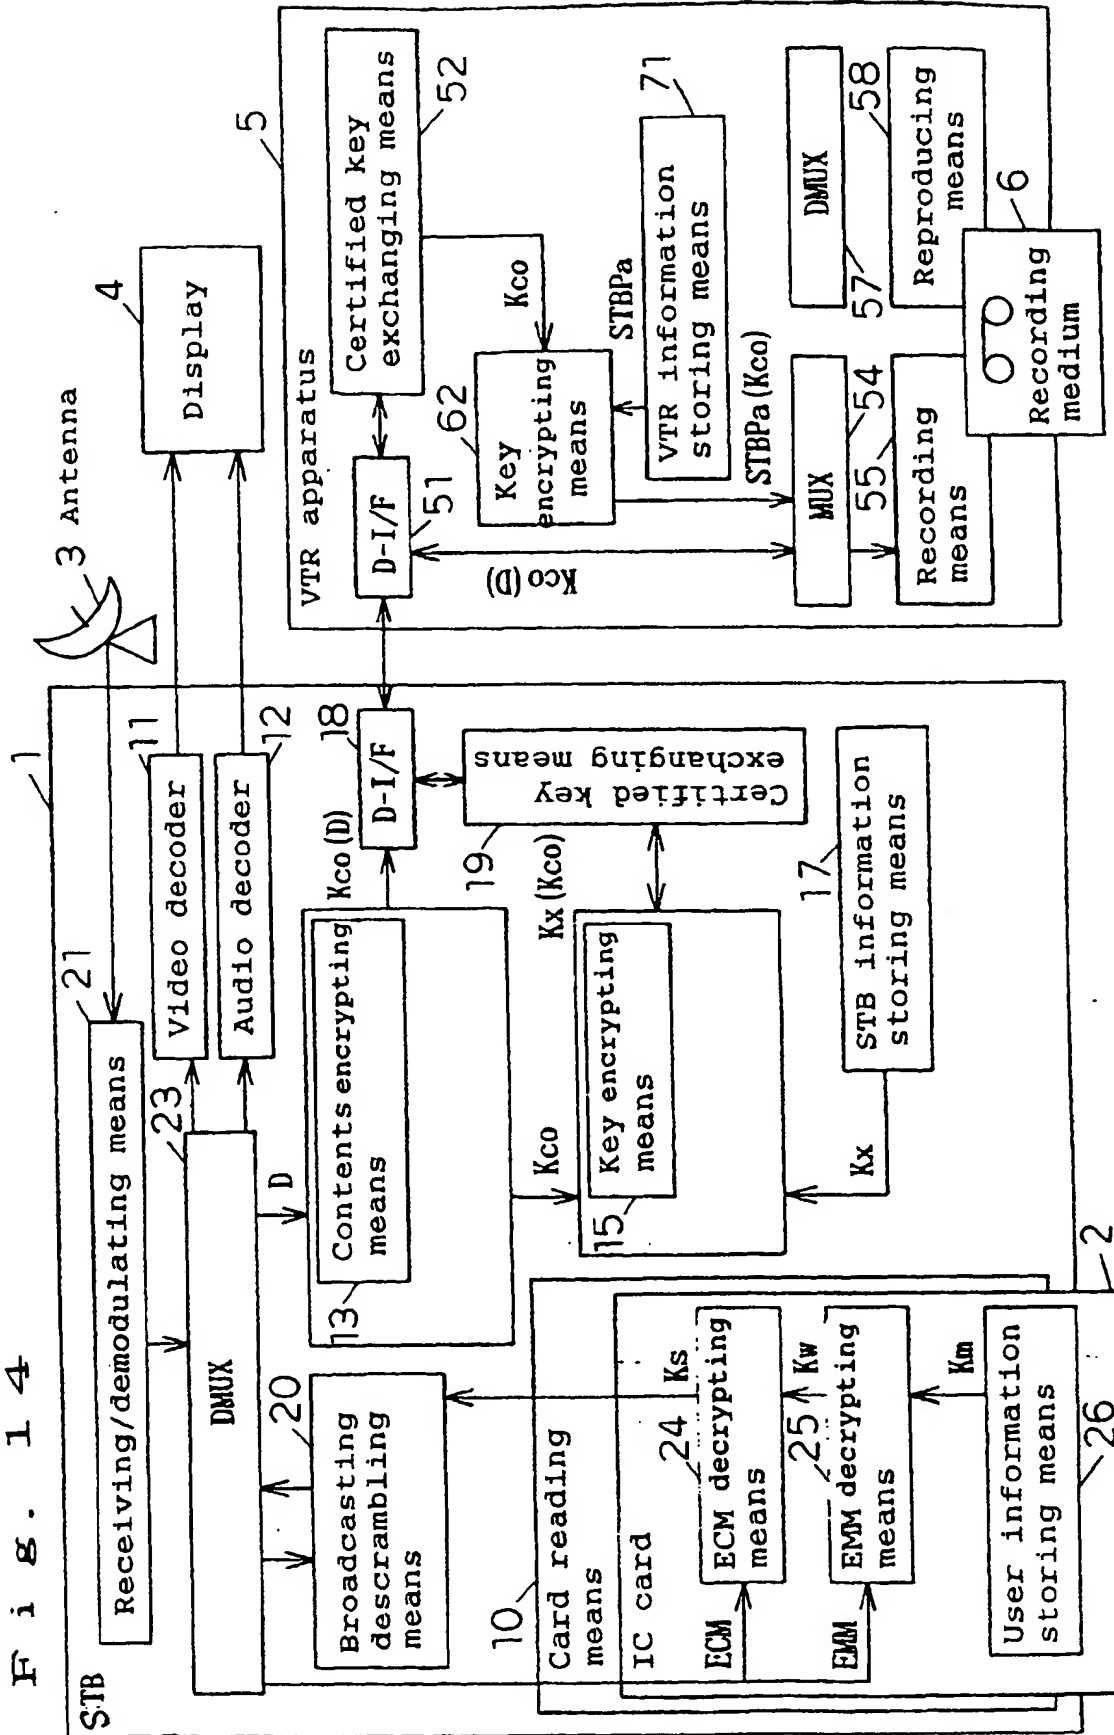 Fig. 14
STB
1
Receiving/demodulating means
21
DMUX
23
Video decoder
11
Audio decoder
12
3 Antenna
Display
4
Broadcasting
descrambling
means
20
D
Contents encrypting
means
13
Kco(D)
D-I/F
18
Certified key
exchanging means
19
Kco
Kx(Kco)
Key encrypting
means
15
Kx
STB information
storing means
17
Card reading
means
10
IC card
2
ECM
ECM decrypting
means
24
Ks
EMM
EMM decrypting
means
25
Kw
Km
User information
storing means
26
VTR apparatus
5
D-I/F
51
Certified key
exchanging means
52
Kco
Key
encrypting
means
62
STBPa
VTR information
storing means
71
Kco(D)
STBPa(Kco)
MUX
54
DMUX
57
Recording
means
55
Reproducing
means
58
Recording
medium
6